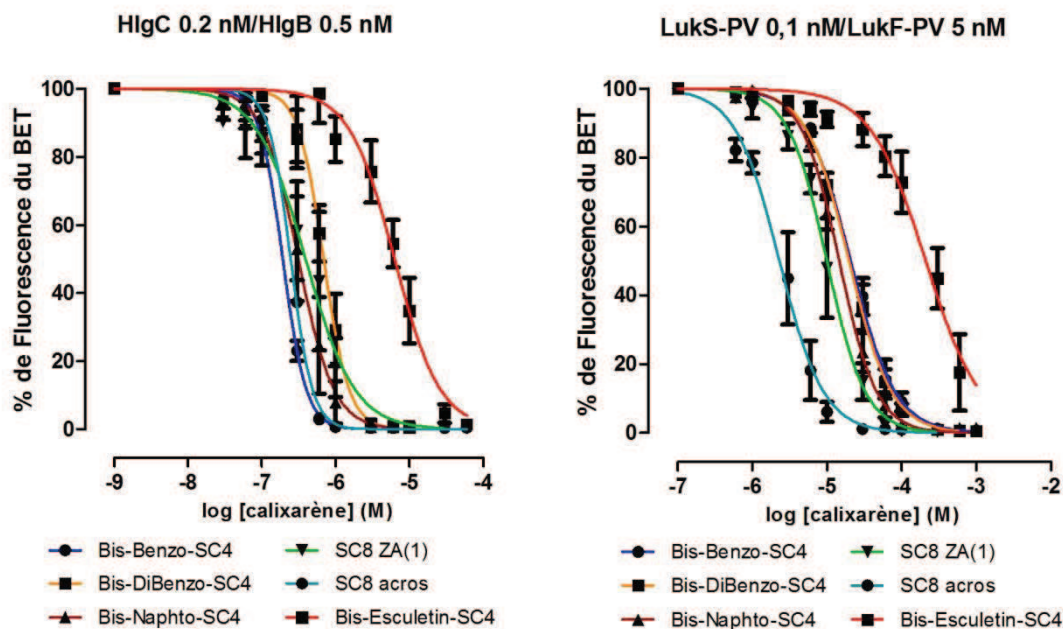 HlgC 0.2 nM/HlgB 0.5 nM
% de Fluorescence du BET
100
80
60
40
20
0
-9 -8 -7 -6 -5 -4
log [calixarène] (M)
Bis-Benzo-SC4
SC8 ZA(1)
Bis-DiBenzo-SC4
SC8 acros
Bis-Naphto-SC4
Bis-Esculetin-SC4
LukS-PV 0,1 nM/LukF-PV 5 nM
% de Fluorescence du BET
100
80
60
40
20
0
-7 -6 -5 -4 -3 -2
log [calixarène] (M)
Bis-Benzo-SC4
SC8 ZA(1)
Bis-DiBenzo-SC4
SC8 acros
Bis-Naphto-SC4
Bis-Esculetin-SC4